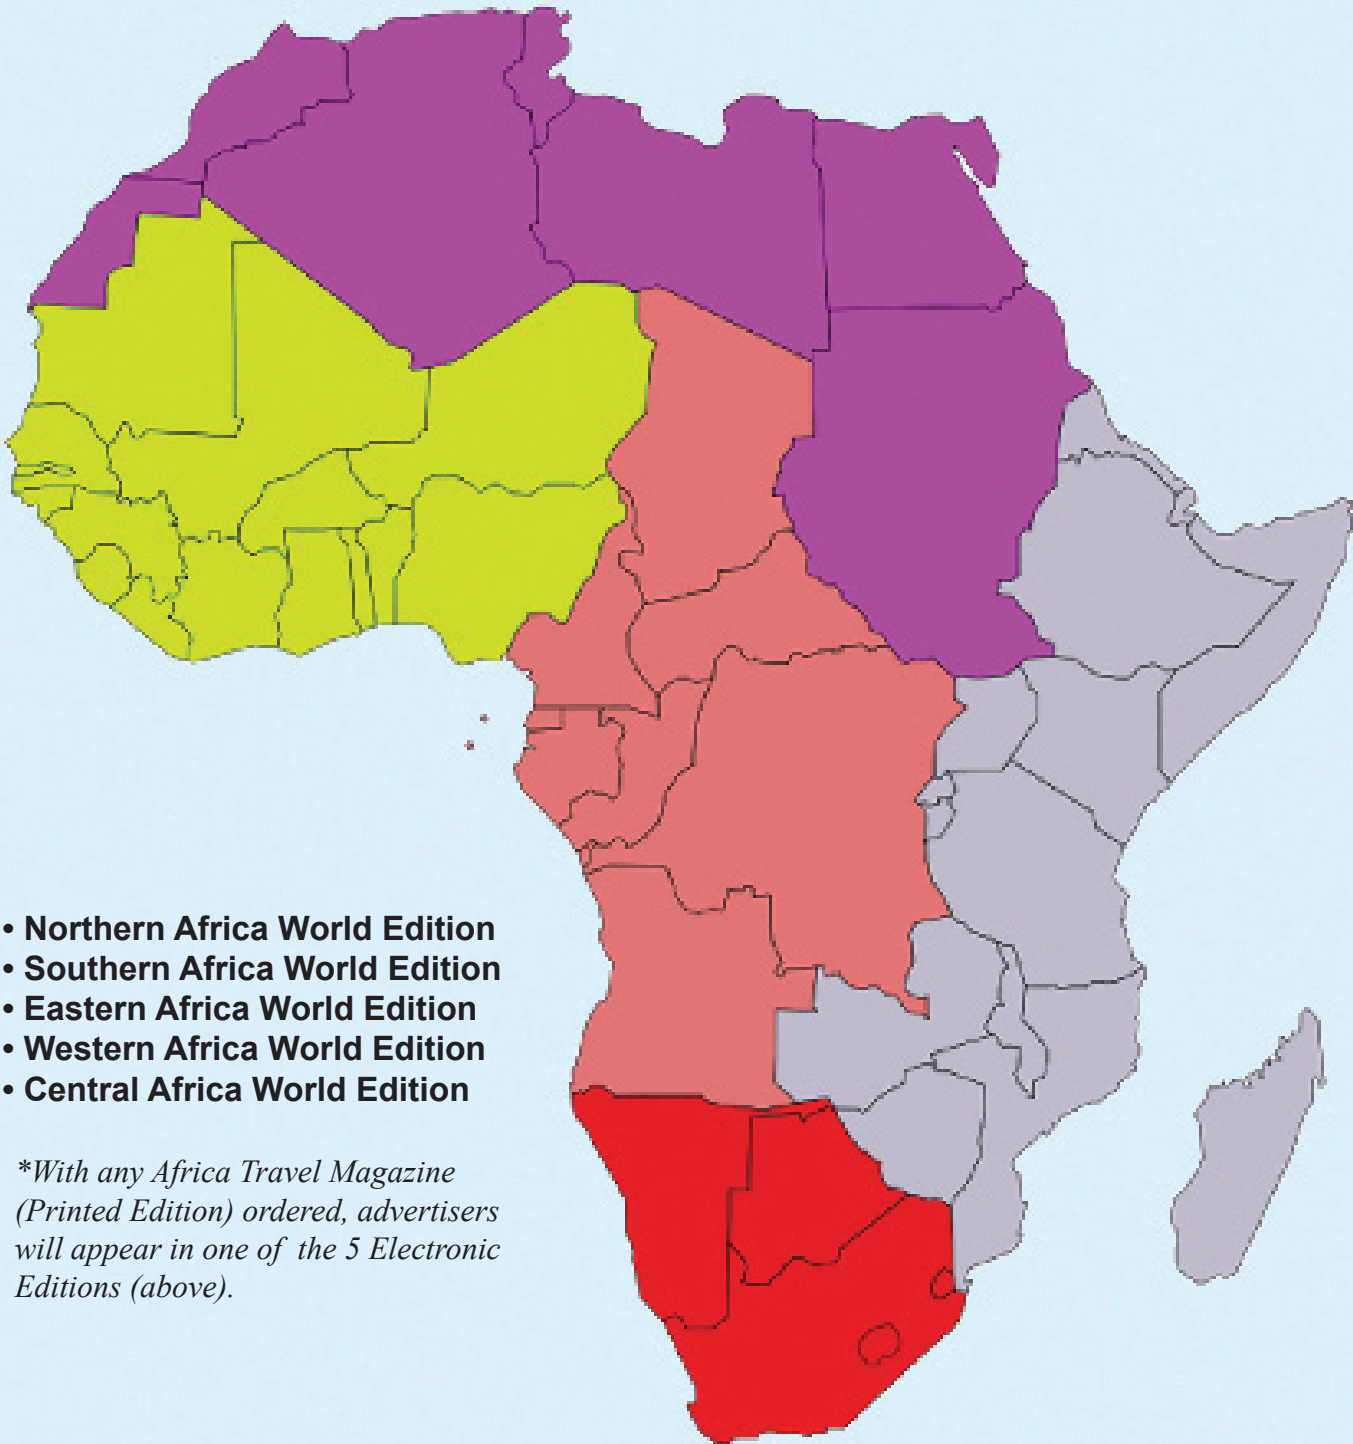 • Northern Africa World Edition
• Southern Africa World Edition
• Eastern Africa World Edition
• Western Africa World Edition
• Central Africa World Edition
*With any Africa Travel Magazine
(Printed Edition) ordered, advertisers
will appear in one of the 5 Electronic
Editions (above).